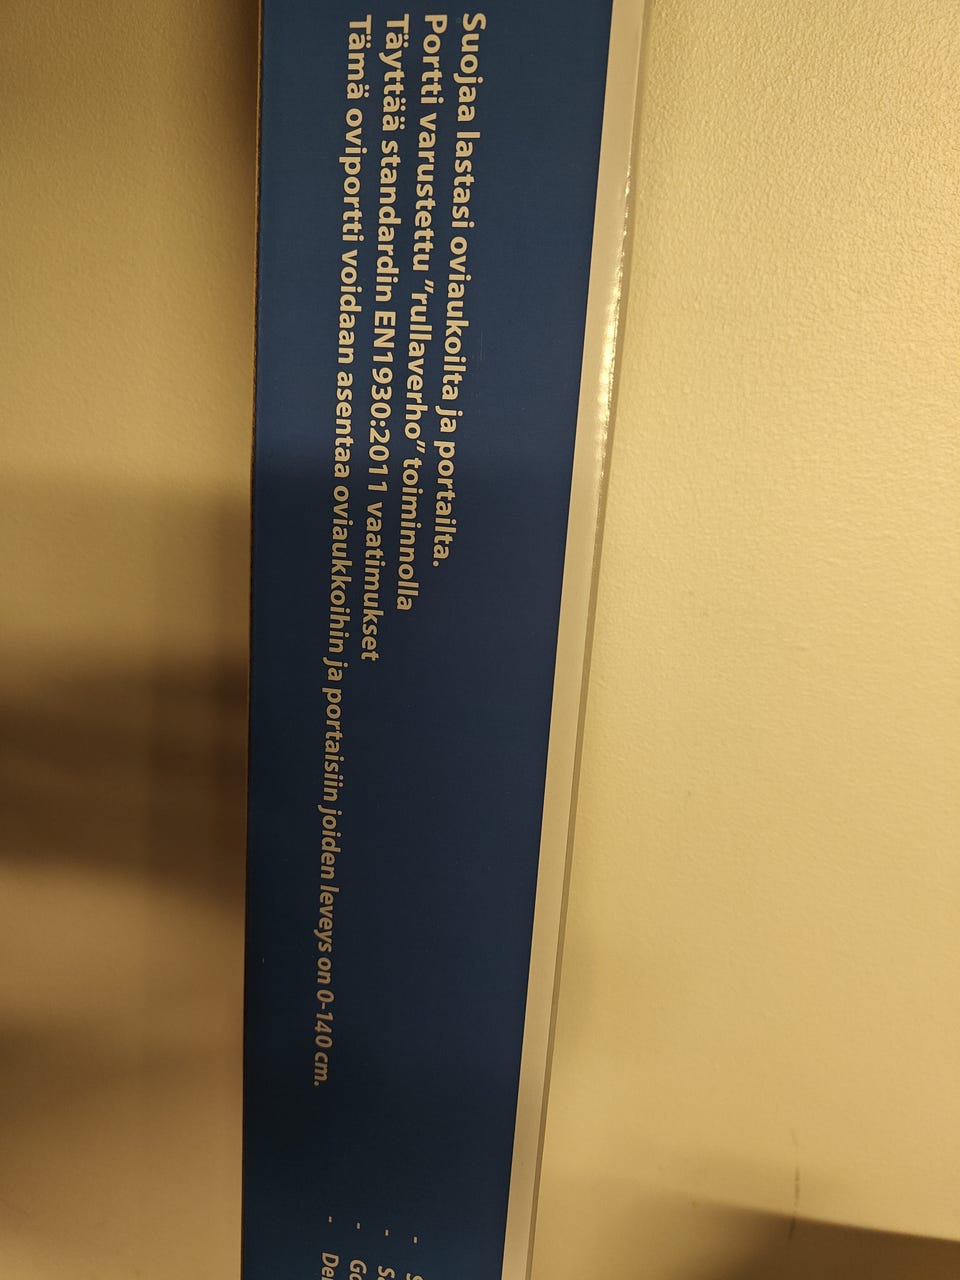 Suojaa lastasi oviaukoilta ja portailta.
Portti varustettu "rullaverho" toiminnolla
Täyttää standardin EN1930:2011 vaatimukset
Tämä oviportti voidaan asentaa oviaukkoihin ja portaisiin joiden leveys on 0-140 cm.
-
-
-
-